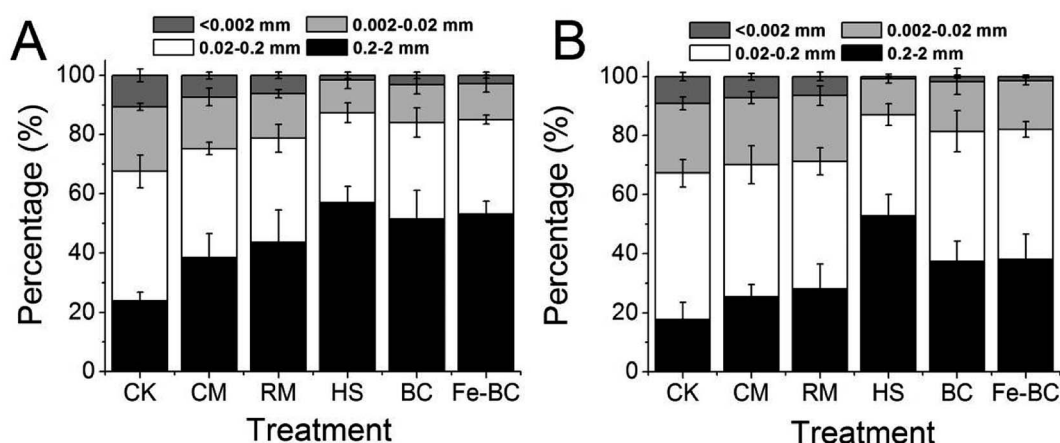 A
<0.002 mm 0.002-0.02 mm
0.02-0.2 mm 0.2-2 mm
Percentage (%)
100
80
60
40
20
0
CK CM RM HS BC Fe-BC
Treatment
B
<0.002 mm 0.002-0.02 mm
0.02-0.2 mm 0.2-2 mm
Percentage (%)
100
80
60
40
20
0
CK CM RM HS BC Fe-BC
Treatment